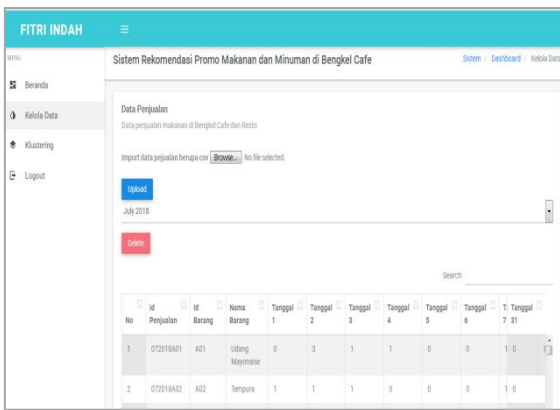 FITRI INDAH
MENU
Sistem Rekomendasi Promo Makanan dan Minuman di Bengkel Cafe
Sistem / Dashboard / Kelola Data
Beranda
Kelola Data
Klustering
Logout
Data Penjualan
Data penjualan makanan di Bengkel Cafe dan Resto
Import data pejualan berupa csv Browse... No file selected.
Upload
July 2018
Delete
Search:
No Id Penjualan Id Barang Nama Barang Tanggal 1 Tanggal 2 Tanggal 3 Tanggal 4 Tanggal 5 Tanggal 6 T 7 Tanggal 31
1 072018A01 A01 Udang Mayonaise 0 3 1 1 0 0 1 0 1
2 072018A02 A02 Tempura 1 1 1 0 0 0 1 0